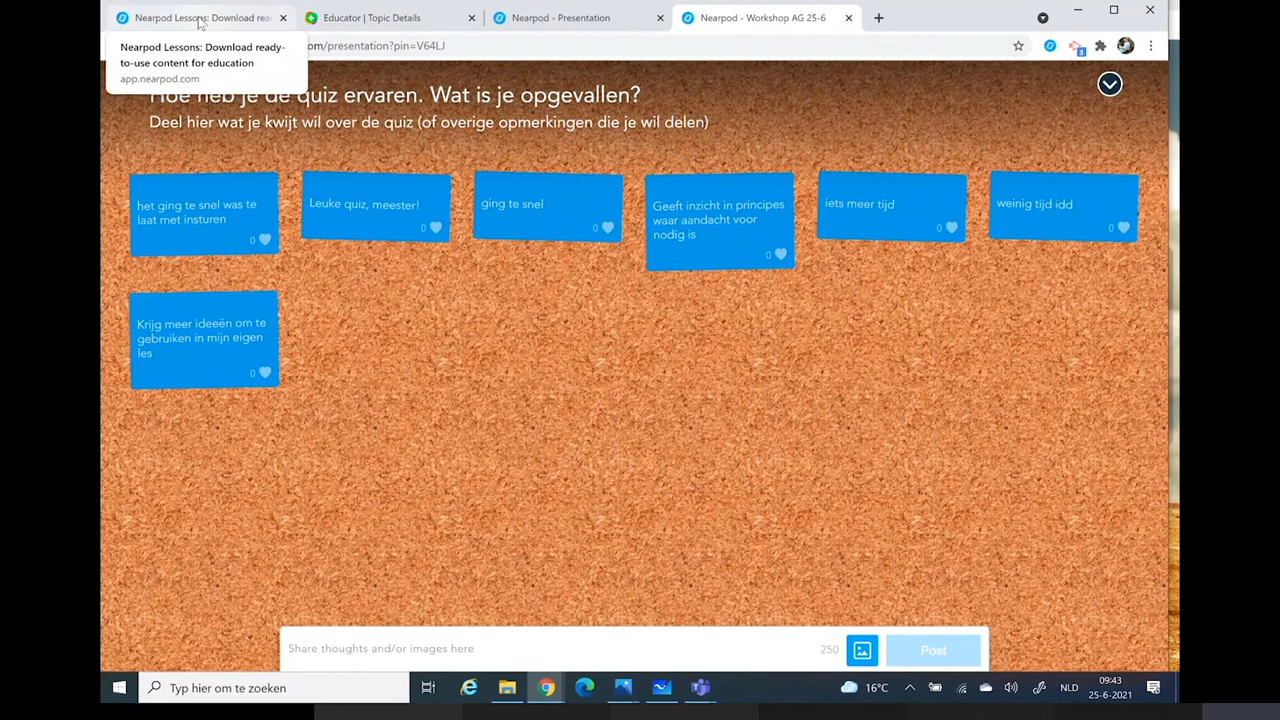 Nearpod Lessons: Download rea
Educator | Topic Details
Nearpod - Presentation
Nearpod - Workshop AG 25-6
Nearpod Lessons: Download ready-
to-use content for education
app.nearpod.com
om/presentation?pin=V64LJ
3
Hoe heb je de quiz ervaren. Wat is je opgevallen?
Deel hier wat je kwijt wil over de quiz (of overige opmerkingen die je wil delen)
het ging te snel was te
laat met insturen
0
Leuke quiz, meester!
0
ging te snel
0
Geeft inzicht in principes
waar aandacht voor
nodig is
0
iets meer tijd
0
weinig tijd idd
0
Krijg meer ideeën om te
gebruiken in mijn eigen
les
0
Share thoughts and/or images here
250
Post
Typ hier om te zoeken
16°C
NLD
09:43
25-6-2021